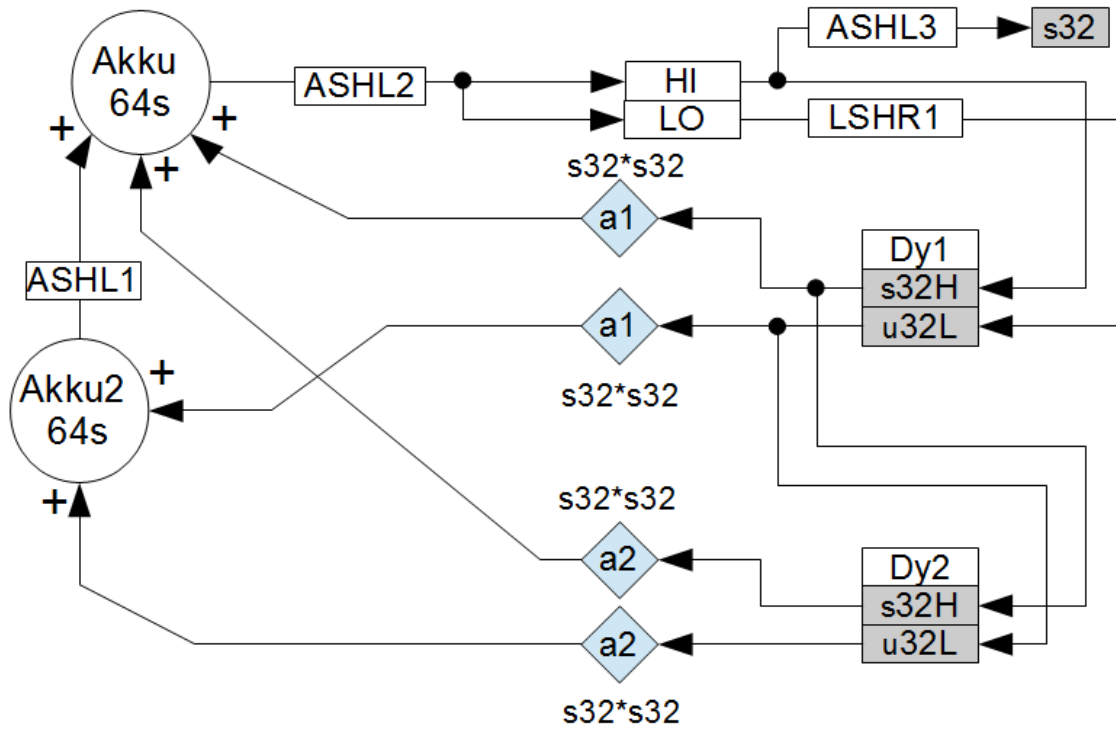 ASHL3
s32
Akku
64s
+
+
+
ASHL2
HI
LO
LSHR1
s32*s32
a1
Dy1
s32H
u32L
ASHL1
a1
s32*s32
Akku2
64s
+
+
s32*s32
a2
Dy2
s32H
u32L
a2
s32*s32